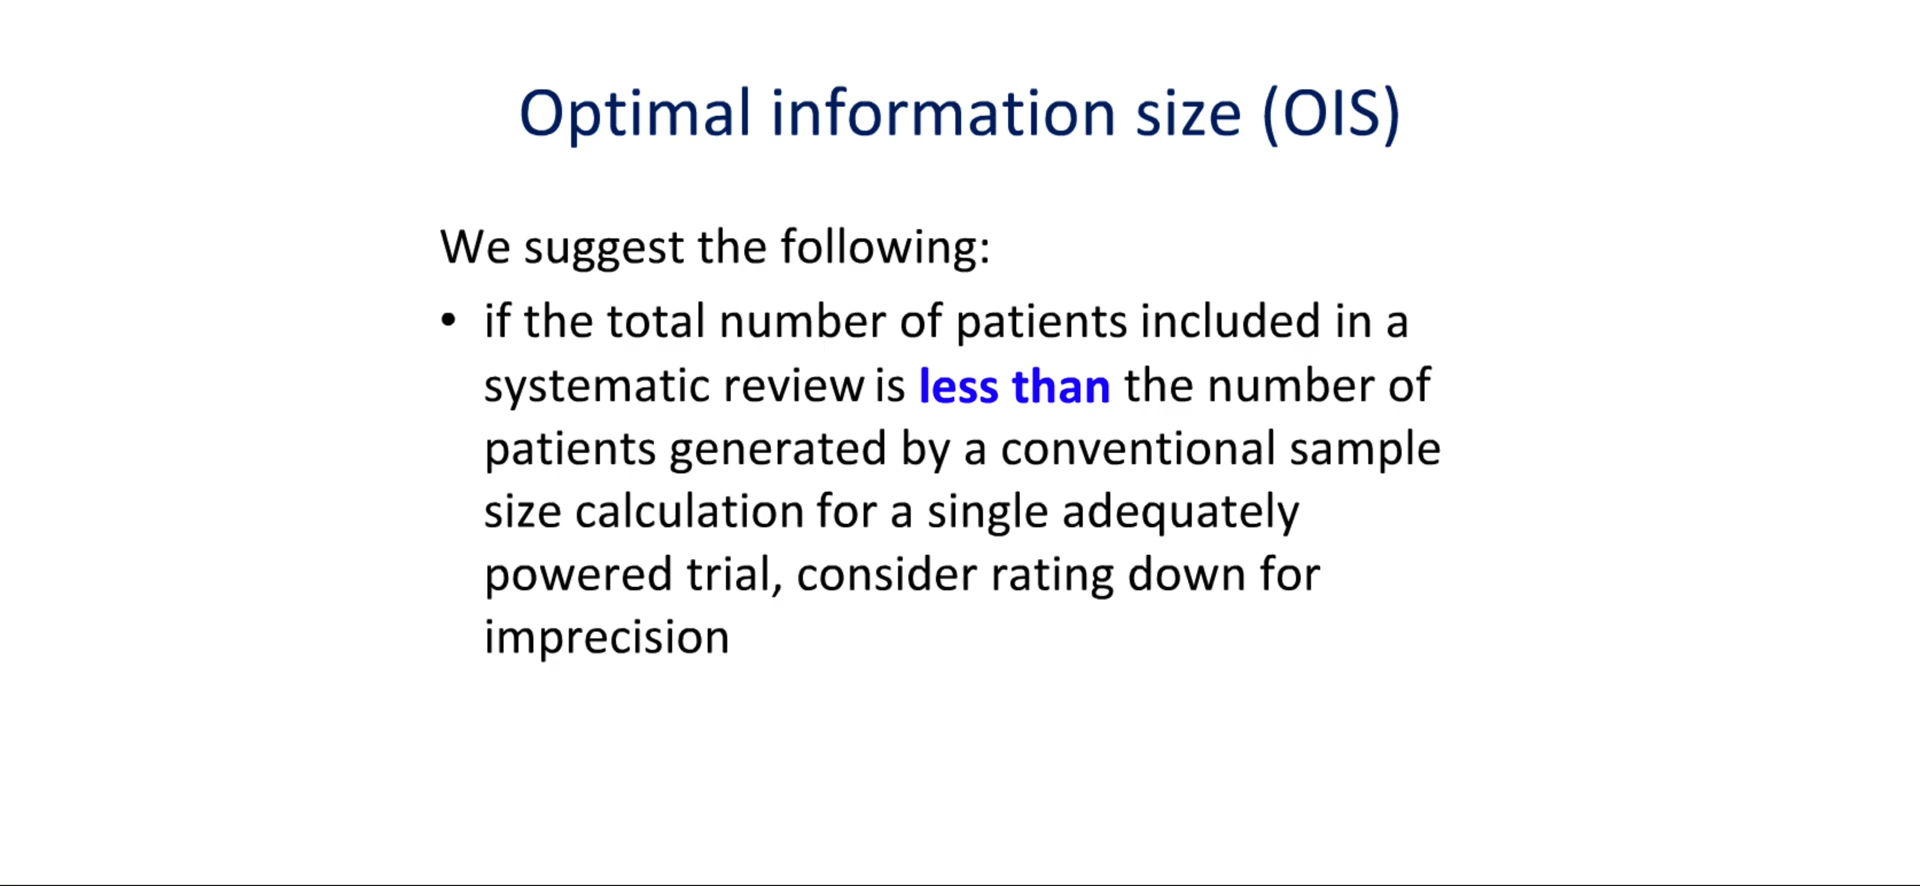 Optimal information size (OIS)
We suggest the following:
• if the total number of patients included in a
systematic review is less than the number of
patients generated by a conventional sample
size calculation for a single adequately
powered trial, consider rating down for
imprecision